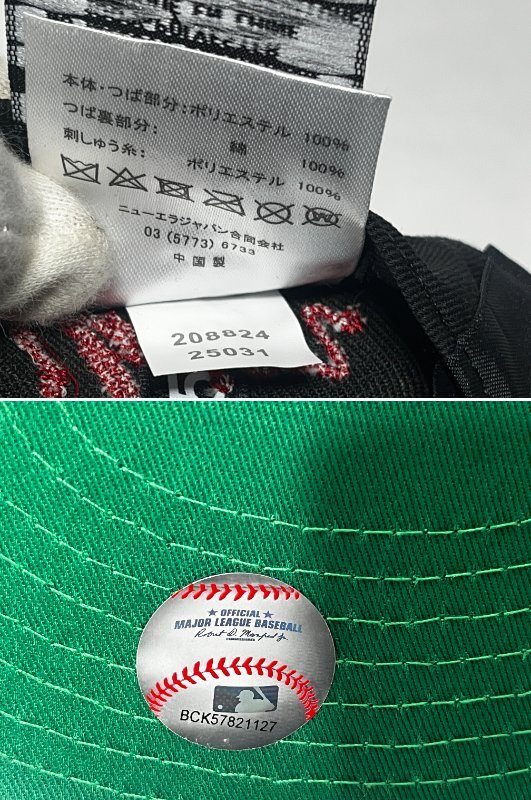 本体・つば部分:ポリエステル 100%
つば裏部分: 綿 100%
刺しゅう糸: ポリエステル 100%
ニューエラジャパン合同会社
03 (5773) 6733
中国製
208824
25031
OFFICIAL
MAJOR LEAGUE BASEBALL
BCK57821127